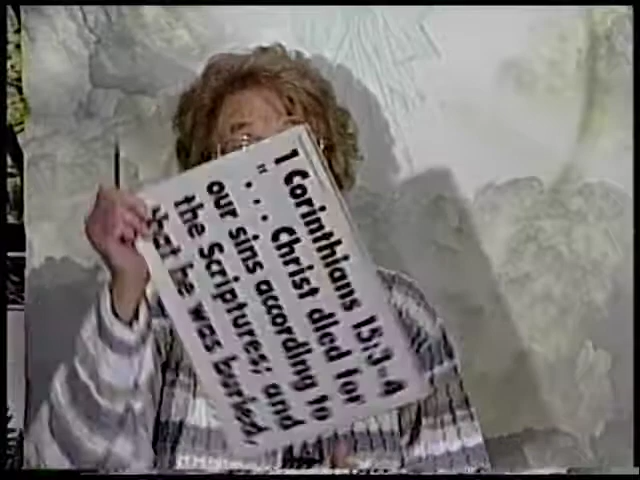 1 Corinthians 15:3-4
". . . Christ died for
our sins according to
the Scriptures; and
that he was buried,